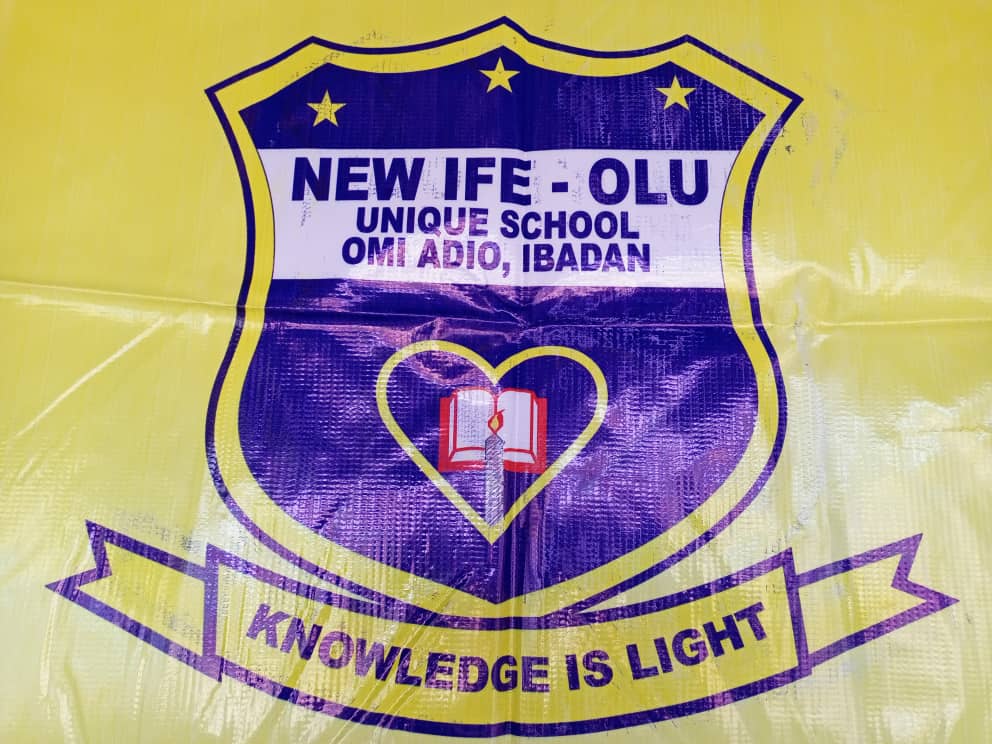 NEW IFE - OLU
UNIQUE SCHOOL
OMI ADIO, IBADAN
KNOWLEDGE IS LIGHT